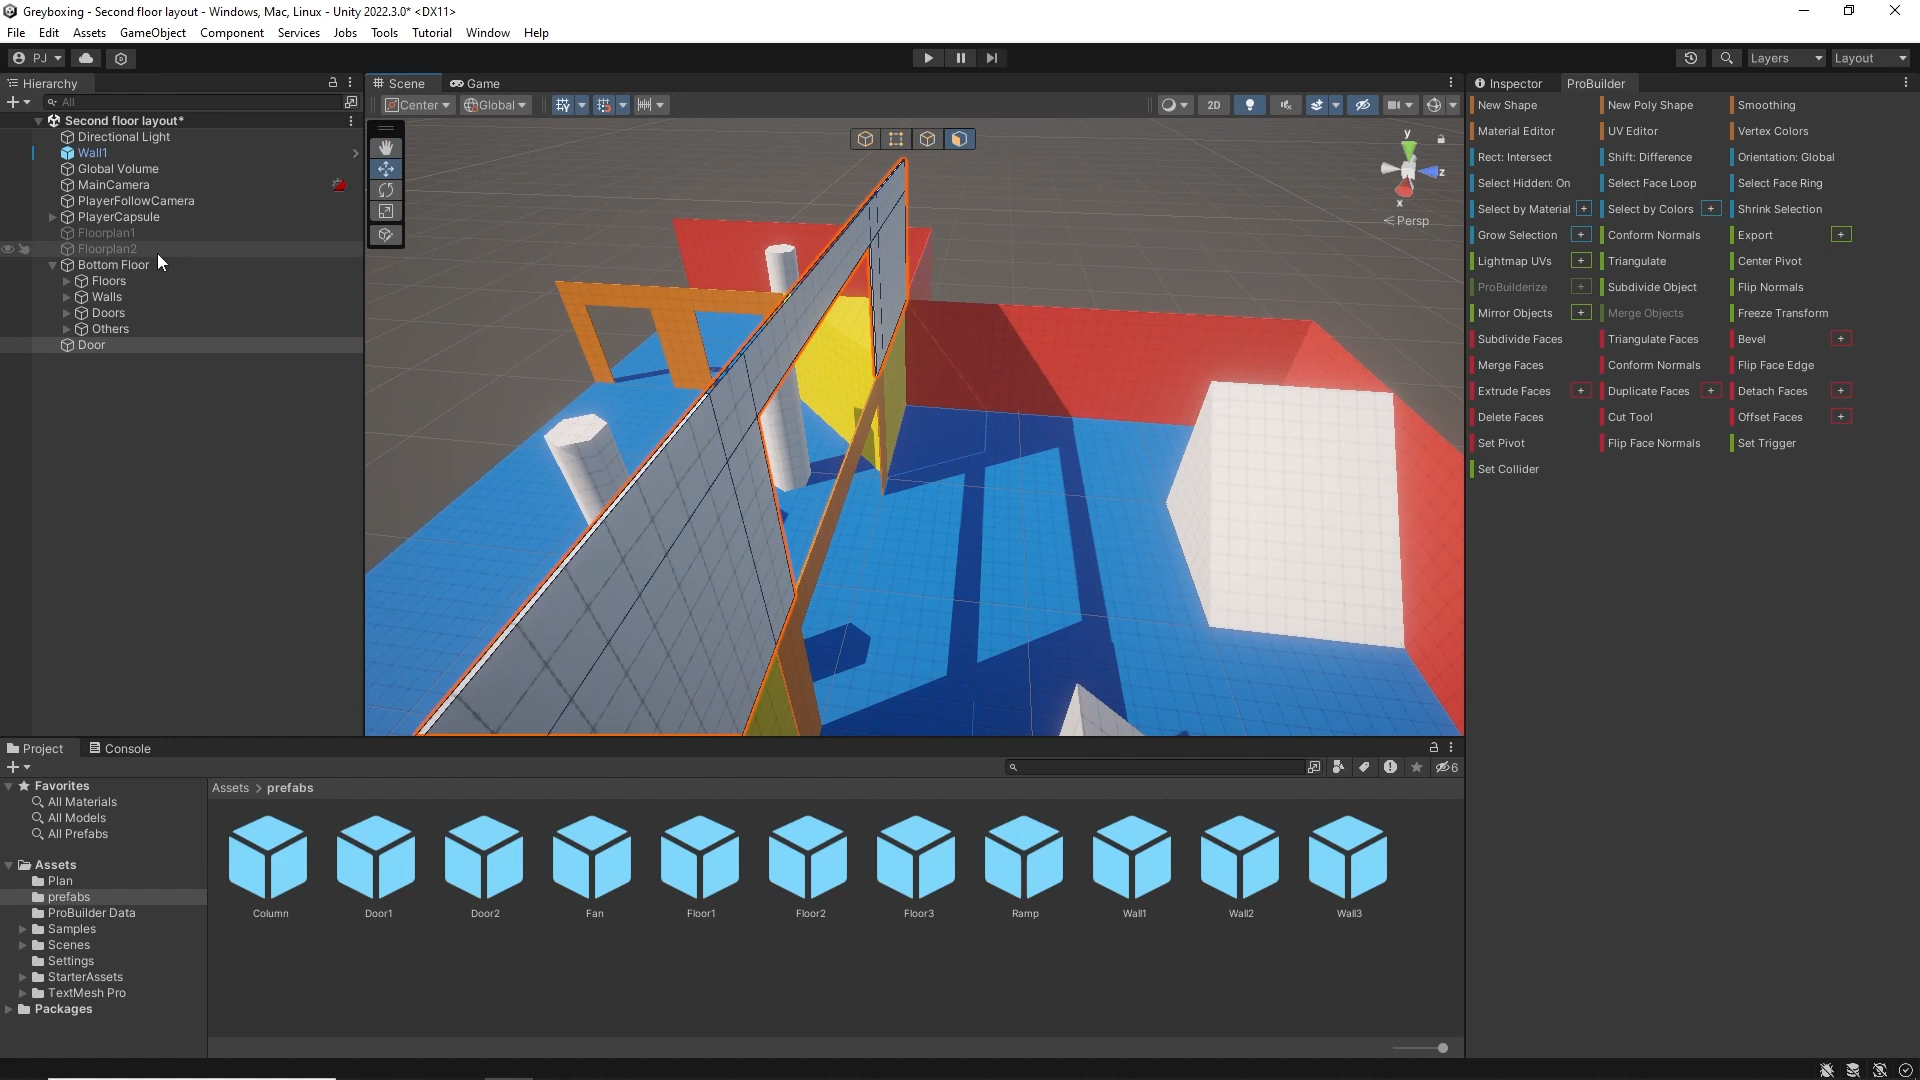 Greyboxing - Second floor layout - Windows, Mac, Linux - Unity 2022.3.0* <DX11>
File Edit Assets GameObject Component Services Jobs Tools Tutorial Window Help
PJ
Layers Layout
Hierarchy
All
Second floor layout*
Directional Light
Wall1
Global Volume
MainCamera
PlayerFollowCamera
PlayerCapsule
Floorplan1
Floorplan2
Bottom Floor
Floors
Walls
Doors
Others
Door
Scene Game
Center Global 2D
y
z
x
Persp
Inspector ProBuilder
New Shape New Poly Shape Smoothing
Material Editor UV Editor Vertex Colors
Rect: Intersect Shift: Difference Orientation: Global
Select Hidden: On Select Face Loop Select Face Ring
Select by Material + Select by Colors + Shrink Selection
Grow Selection + Conform Normals Export +
Lightmap UVs + Triangulate Center Pivot
ProBuilderize + Subdivide Object Flip Normals
Mirror Objects + Merge Objects Freeze Transform
Subdivide Faces Triangulate Faces Bevel +
Merge Faces Conform Normals Flip Face Edge
Extrude Faces + Duplicate Faces + Detach Faces +
Delete Faces Cut Tool Offset Faces +
Set Pivot Flip Face Normals Set Trigger
Set Collider
Project Console
6
Favorites
All Materials
All Models
All Prefabs
Assets
Plan
prefabs
ProBuilder Data
Samples
Scenes
Settings
StarterAssets
TextMesh Pro
Packages
Assets > prefabs
Column Door1 Door2 Fan Floor1 Floor2 Floor3 Ramp Wall1 Wall2 Wall3